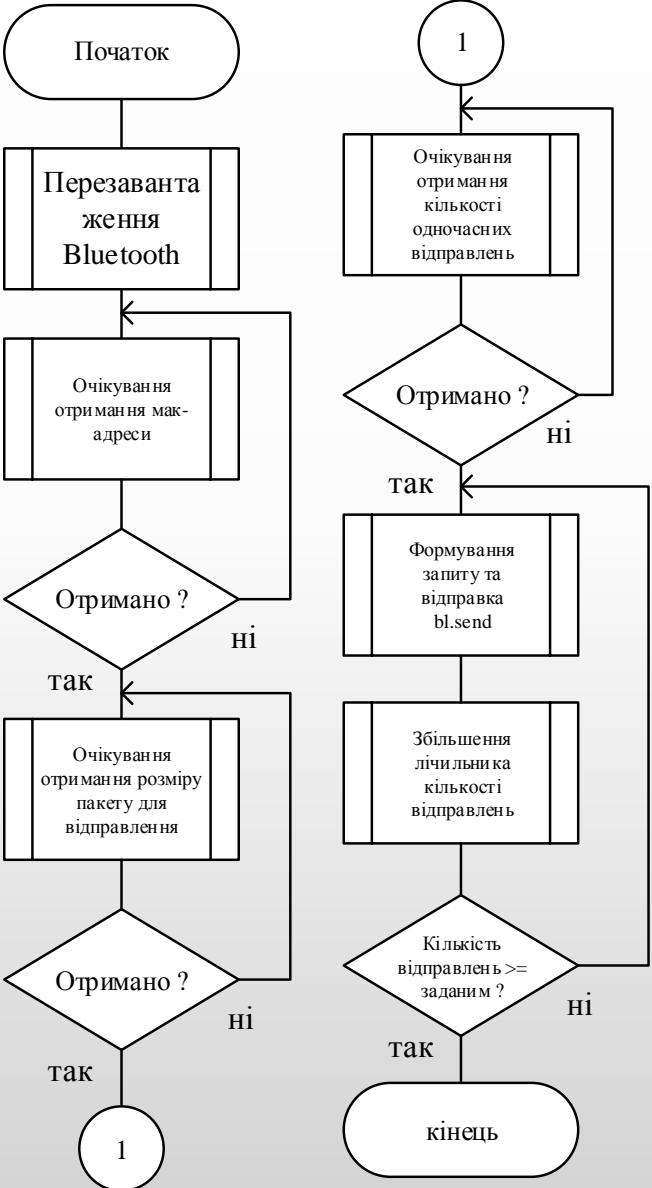 Початок
Перезаванта
ження
Bluetooth
Очікування
отримання мак-
адреси
Отримано ?
ні
так
Очікування
отримання розміру
пакету для
відправлення
Отримано ?
ні
так
1
1
Очікування
отримання
кількості
одночасних
відправлень
Отримано ?
ні
так
Формування
запиту та
відправка
bl.send
Збільшення
лічильника
кількості
відправлень
Кількість
відправлень >=
заданим ?
ні
так
кінець